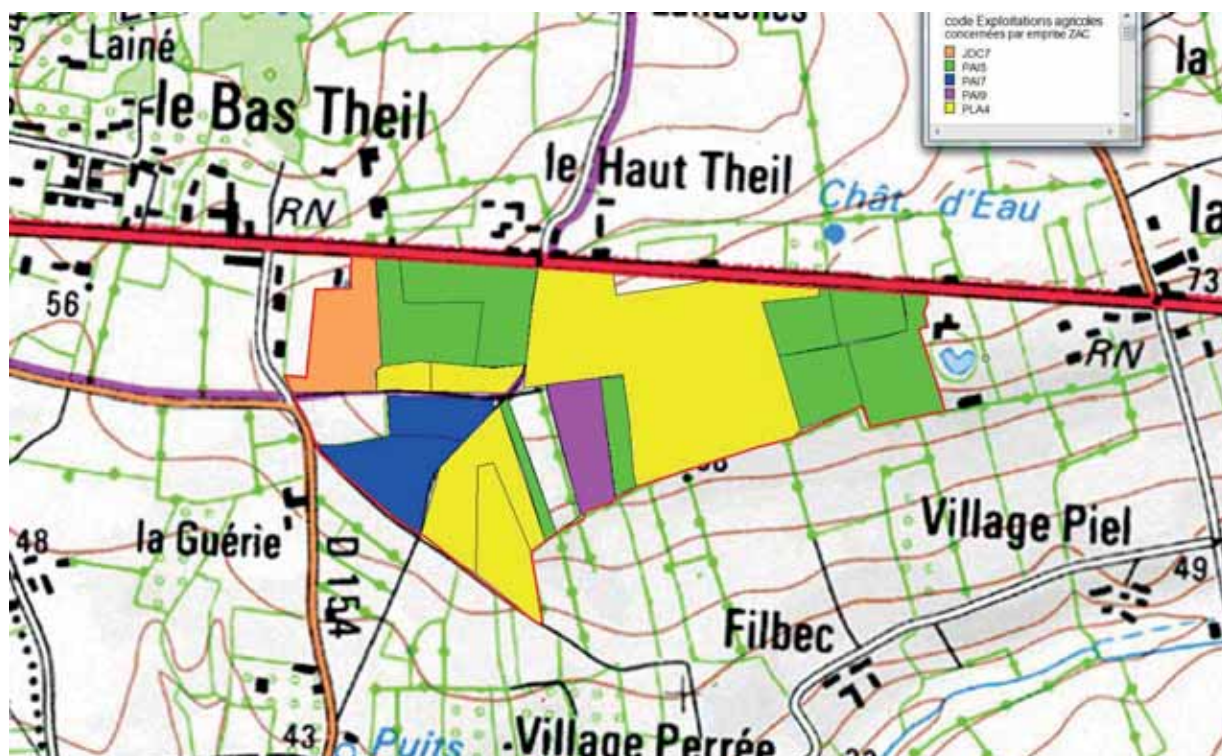 code Exploitations agricoles
concernées par emprise ZAC
JDC7
PAI5
PAI7
PAI9
PLA4
Lainé
la
le Bas Theil
le Haut Theil
Chât. d'Eau
RN
la
56
73
RN
Village Piel
la Guérie
48
D 154
49
Filbec
43
Puits
Village Perrée